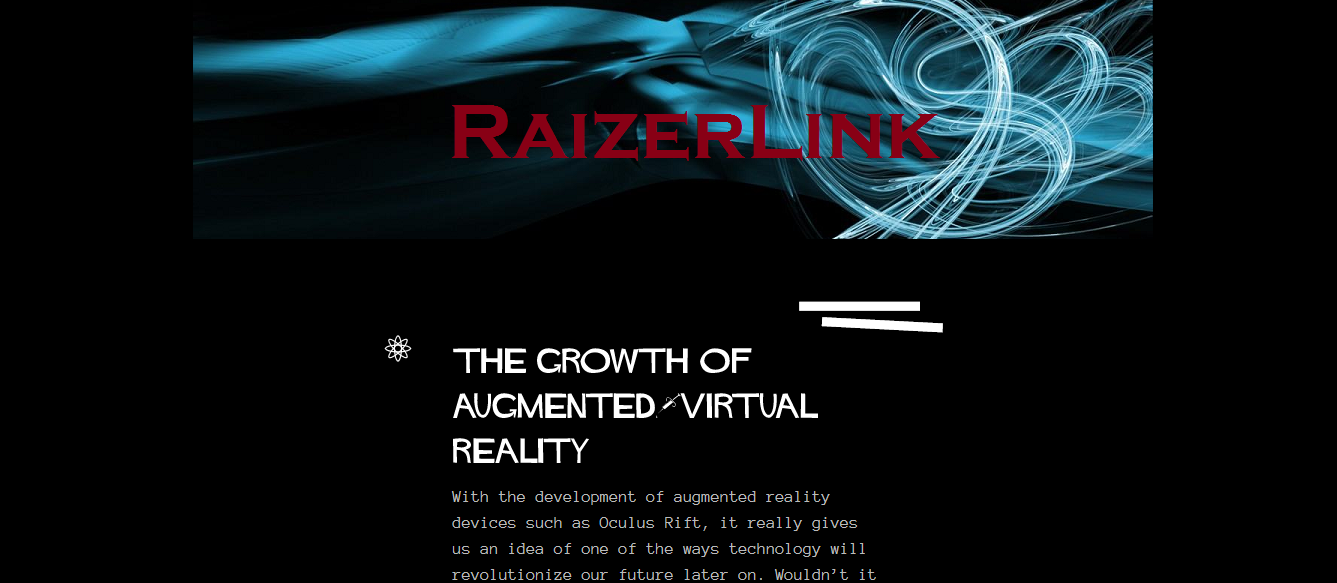 RaizerLink
THE GROWTH OF
AUGMENTED/VIRTUAL
REALITY
With the development of augmented reality
devices such as Oculus Rift, it really gives
us an idea of one of the ways technology will
revolutionize our future later on. Wouldn’t it